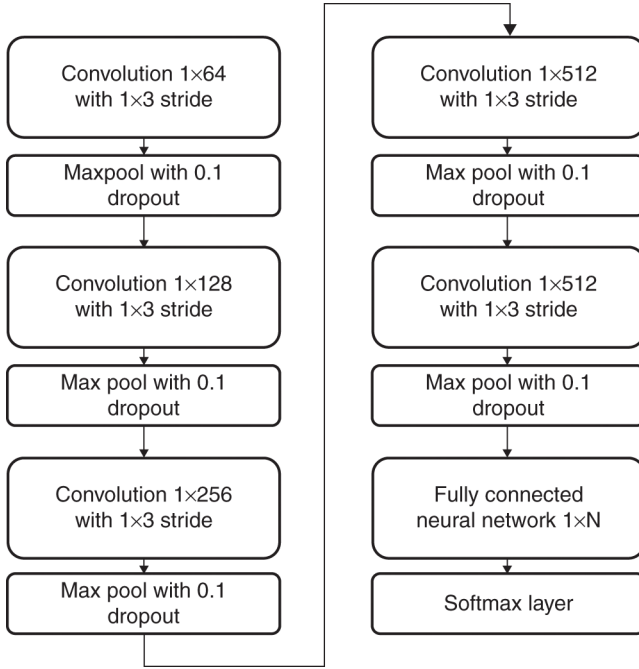 Convolution 1×64
with 1×3 stride
Maxpool with 0.1
dropout
Convolution 1×128
with 1×3 stride
Max pool with 0.1
dropout
Convolution 1×256
with 1×3 stride
Max pool with 0.1
dropout
Convolution 1×512
with 1×3 stride
Max pool with 0.1
dropout
Convolution 1×512
with 1×3 stride
Max pool with 0.1
dropout
Fully connected
neural network 1×N
Softmax layer